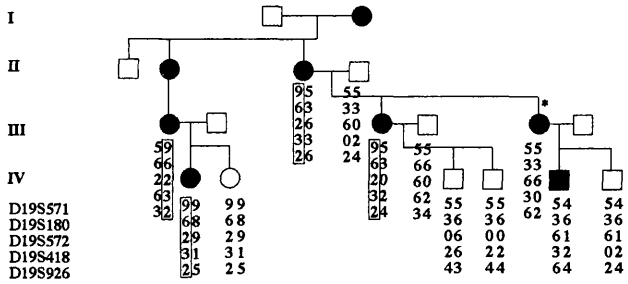 I
II
95 55
63 33
26 60
33 02
26 24
*
III
59 95 55 55
66 63 66 33
22 20 60 66
63 32 62 30
32 24 34 62
IV
D19S571 99 99 55 55 54 54
D19S180 68 68 36 36 36 36
D19S572 29 29 06 00 61 61
D19S418 31 31 26 22 32 02
D19S926 25 25 43 44 64 24